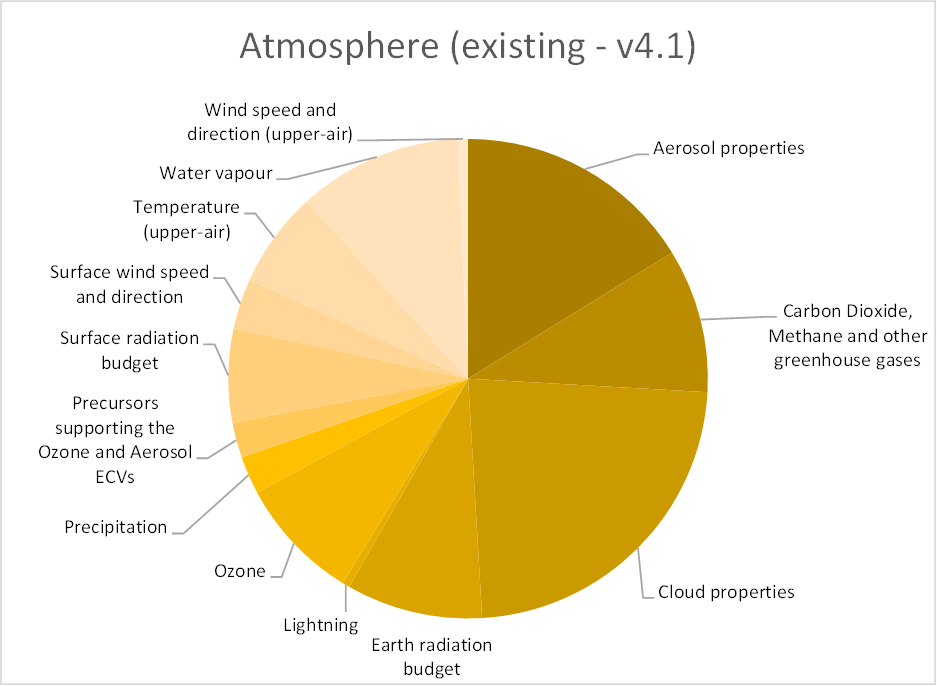 Atmosphere (existing - v4.1)
Wind speed and
direction (upper-air)
Aerosol properties
Water vapour
Temperature
(upper-air)
Surface wind speed
and direction
Carbon Dioxide,
Methane and other
greenhouse gases
Surface radiation
budget
Precursors
supporting the
Ozone and Aerosol
ECVs
Precipitation
Ozone
Cloud properties
Lightning
Earth radiation
budget